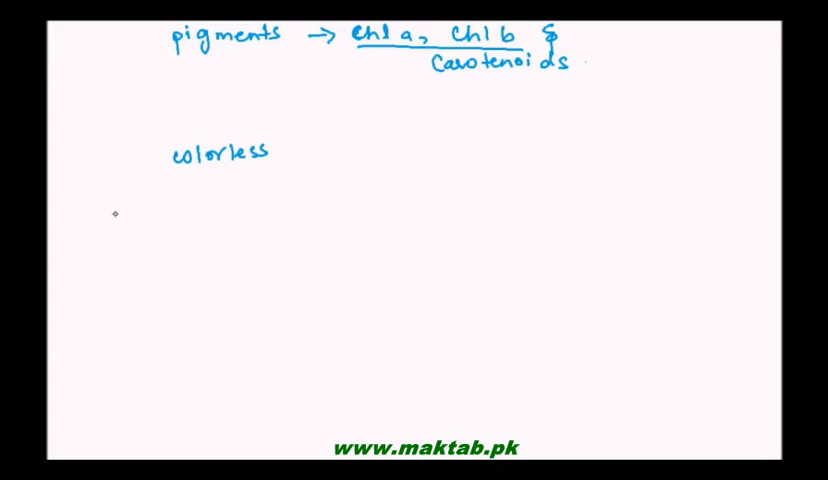 pigments → chl a, chl b &
carotenoids
colorless
www.maktab.pk